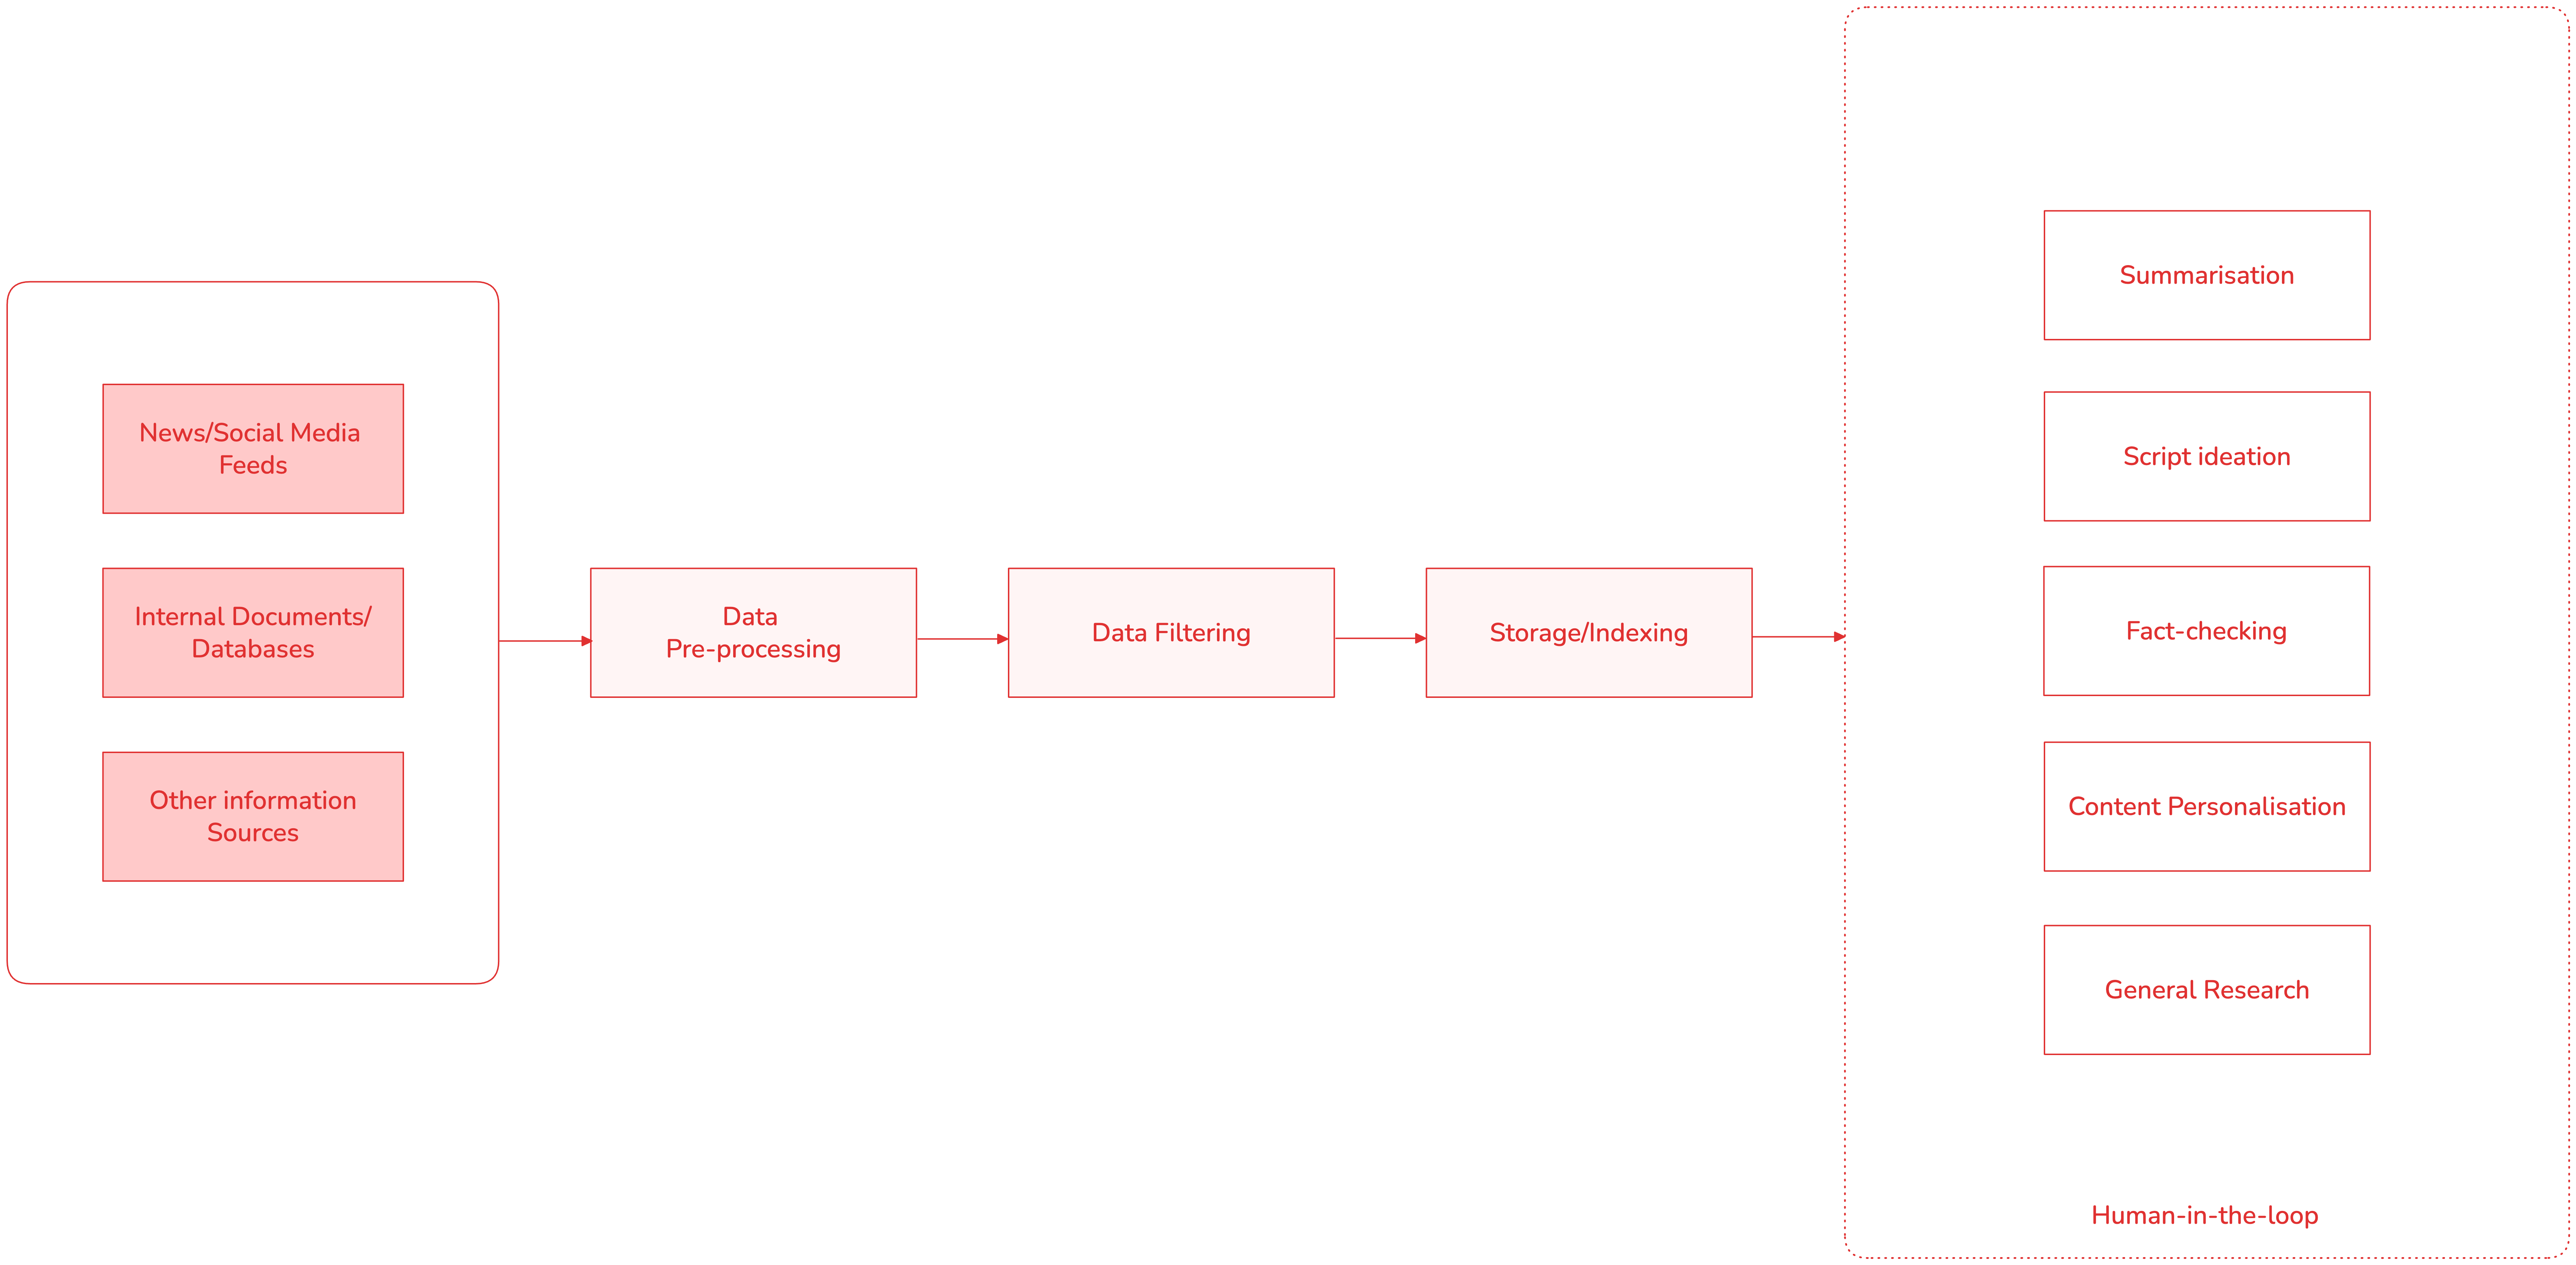 News/Social Media
Feeds
Internal Documents/
Databases
Other information
Sources
Data
Pre-processing
Data Filtering
Storage/Indexing
Summarisation
Script ideation
Fact-checking
Content Personalisation
General Research
Human-in-the-loop